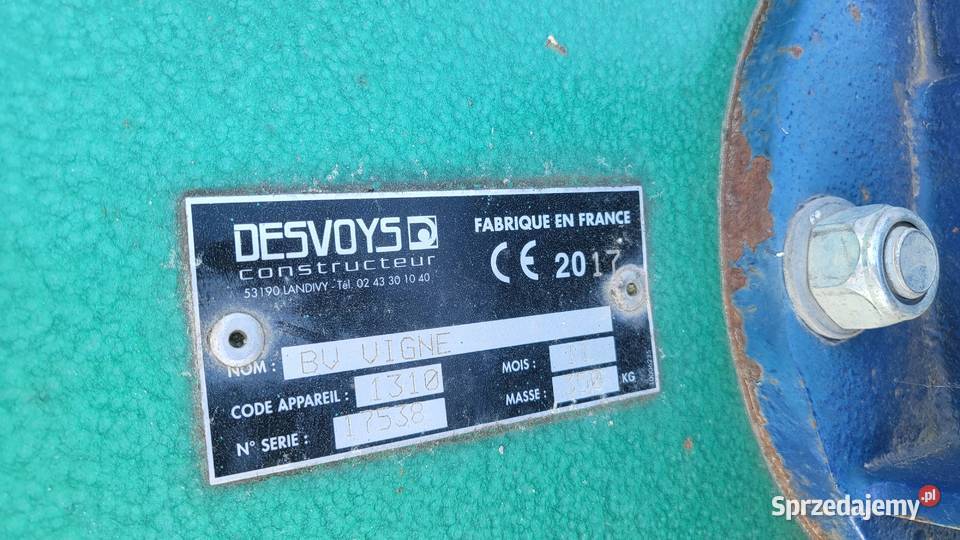 DESVOYS
constructeur
53190 LANDIVY - Tél. 02 43 30 10 40
FABRIQUE EN FRANCE
CE 2017
NOM : BV VIGNE
CODE APPAREIL : 1310
N° SERIE : 17538
MOIS :
MASSE : KG
Sprzedajemy.pl